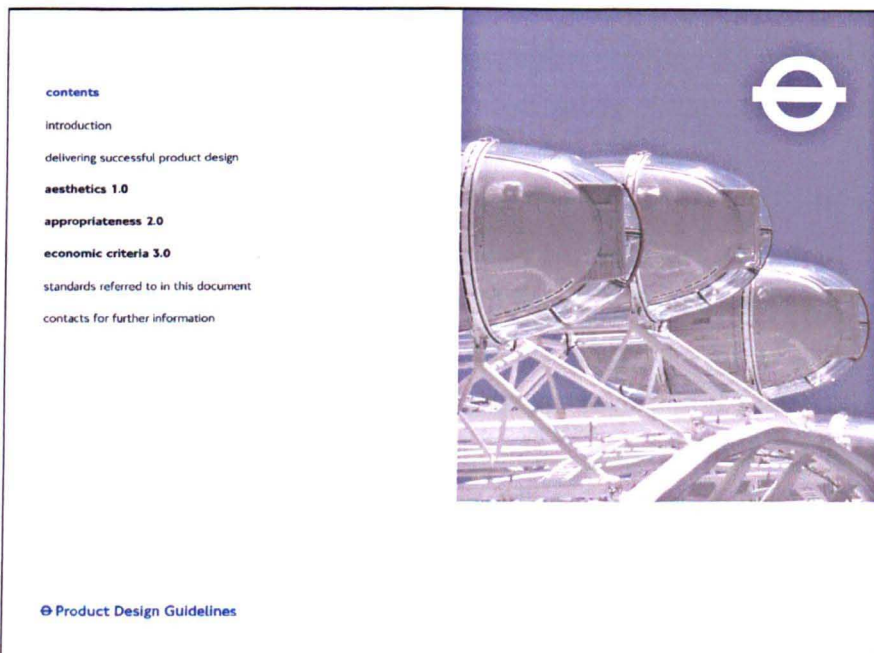 contents
introduction
delivering successful product design
aesthetics 1.0
appropriateness 2.0
economic criteria 3.0
standards referred to in this document
contacts for further information
Product Design Guidelines